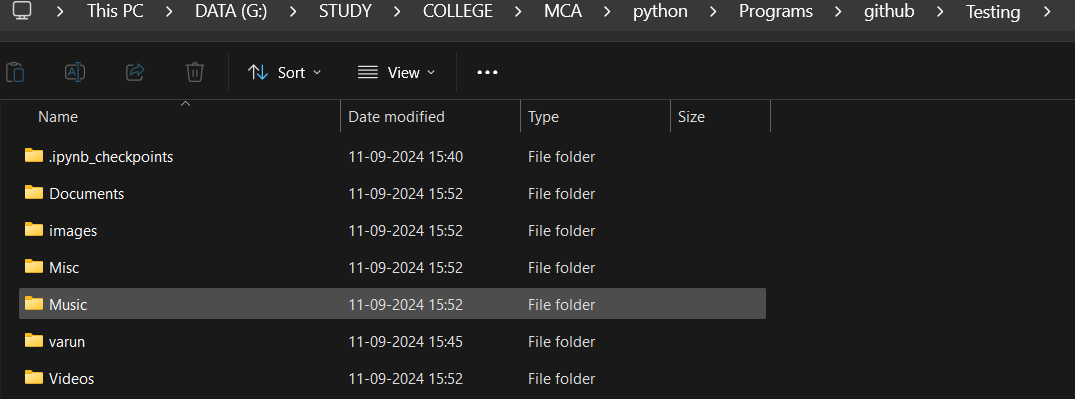 This PC > DATA (G:) > STUDY > COLLEGE > MCA > python > Programs > github > Testing >
Sort View •••
Name Date modified Type Size
.ipynb_checkpoints 11-09-2024 15:40 File folder
Documents 11-09-2024 15:52 File folder
images 11-09-2024 15:52 File folder
Misc 11-09-2024 15:52 File folder
Music 11-09-2024 15:52 File folder
varun 11-09-2024 15:45 File folder
Videos 11-09-2024 15:52 File folder